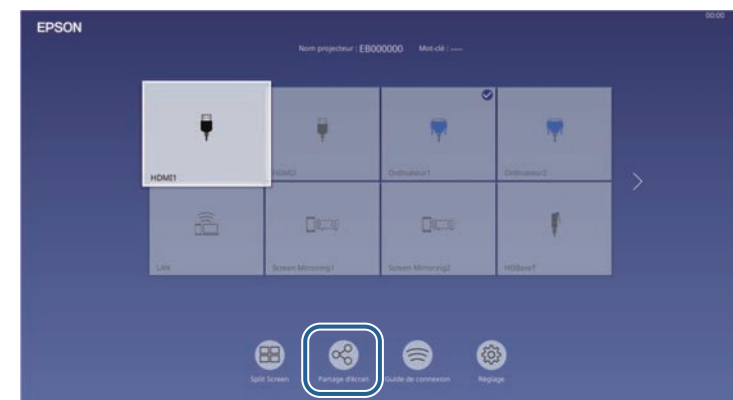 EPSON
00:00
Nom projecteur : EB000000 Mot-clé : ----
HDMI1
HDMI2
Ordinateur1
Ordinateur2
LAN
Screen Mirroring1
Screen Mirroring2
HDBaseT
Split Screen
Partage d'écran
Guide de connexion
Réglage